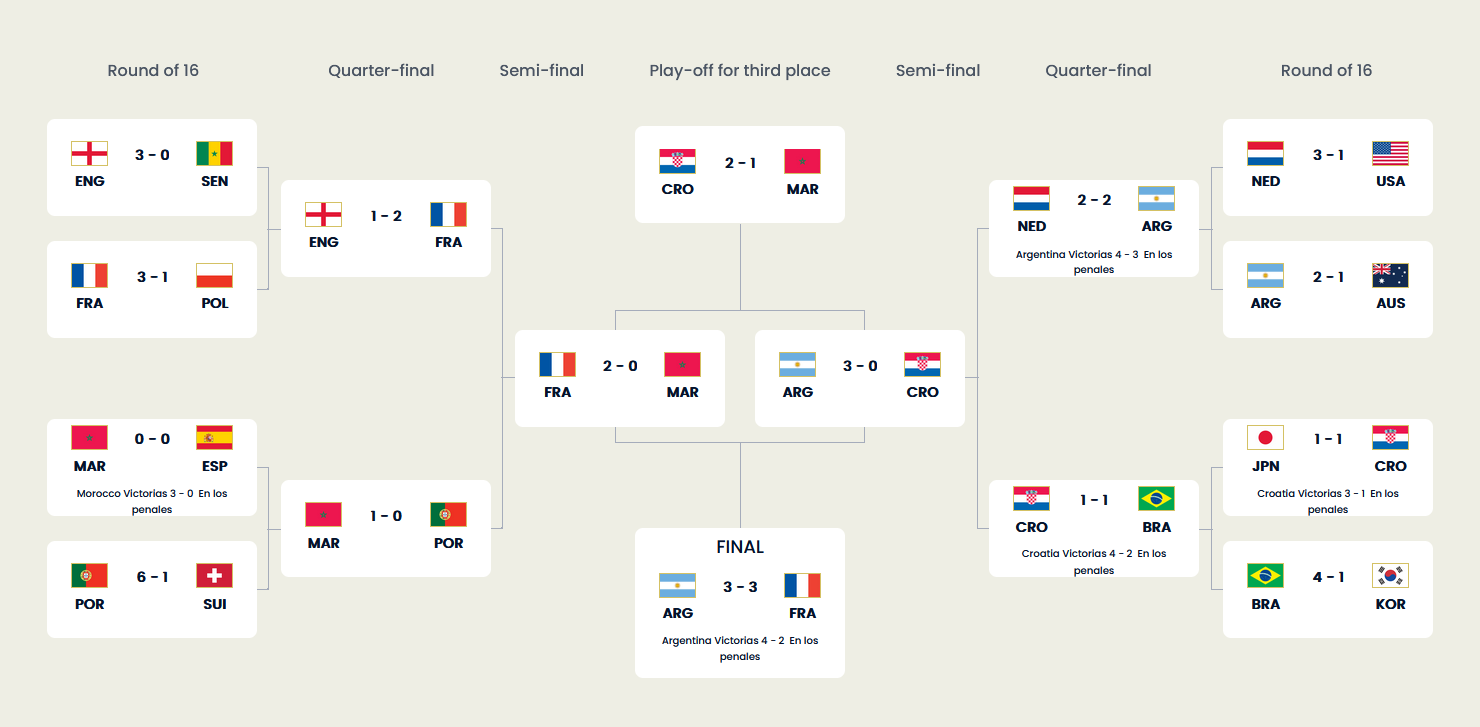 Round of 16
Quarter-final
Semi-final
Play-off for third place
Semi-final
Quarter-final
Round of 16
3 - 0
ENG SEN
3 - 1
FRA POL
0 - 0
MAR ESP
Morocco Victorias 3 - 0 En los
penales
6 - 1
POR SUI
1 - 2
ENG FRA
1 - 0
MAR POR
2 - 0
FRA MAR
2 - 1
CRO MAR
3 - 0
ARG CRO
FINAL
3 - 3
ARG FRA
Argentina Victorias 4 - 2 En los
penales
2 - 2
NED ARG
Argentina Victorias 4 - 3 En los
penales
1 - 1
CRO BRA
Croatia Victorias 4 - 2 En los
penales
3 - 1
NED USA
2 - 1
ARG AUS
1 - 1
JPN CRO
Croatia Victorias 3 - 1 En los
penales
4 - 1
BRA KOR